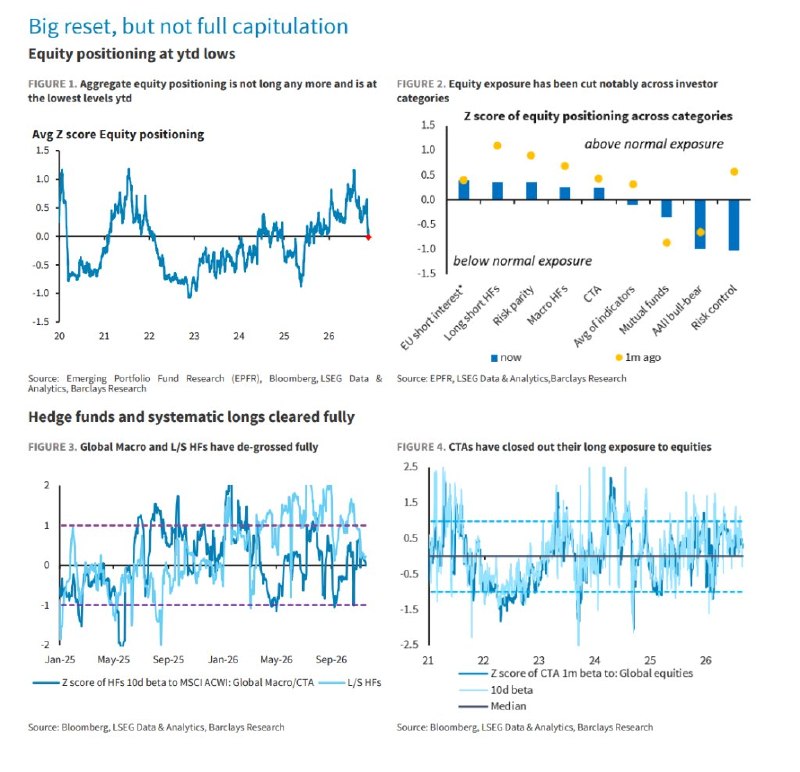 Big reset, but not full capitulation
Equity positioning at ytd lows
FIGURE 1. Aggregate equity positioning is not long any more and is at
the lowest levels ytd
Avg Z score Equity positioning
1.5
1.0
0.5
0.0
-0.5
-1.0
-1.5
20 21 22 23 24 25 26
Source: Emerging Portfolio Fund Research (EPFR), Bloomberg, LSEG Data &
Analytics, Barclays Research
FIGURE 2. Equity exposure has been cut notably across investor
categories
Z score of equity positioning across categories
1.5
1.0
0.5
0.0
-0.5
-1.0
-1.5
above normal exposure
below normal exposure
EU short interest*
Long short HFs
Risk parity
Macro HFs
CTA
Avg of indicators
Mutual funds
AAII bull-bear
Risk control
now 1m ago
Source: EPFR, LSEG Data & Analytics,Barclays Research
Hedge funds and systematic longs cleared fully
FIGURE 3. Global Macro and L/S HFs have de-grossed fully
2
1
0
-1
-2
Jan-25 May-25 Sep-25 Jan-26 May-26 Sep-26
Z score of HFs 10d beta to MSCI ACWI: Global Macro/CTA L/S HFs
Source: Bloomberg, LSEG Data & Analytics, Barclays Research
FIGURE 4. CTAs have closed out their long exposure to equities
2.5
1.5
0.5
-0.5
-1.5
-2.5
21 22 23 24 25 26
Z score of CTA 1m beta to: Global equities
10d beta
Median
Source: Bloomberg, LSEG Data & Analytics, Barclays Research